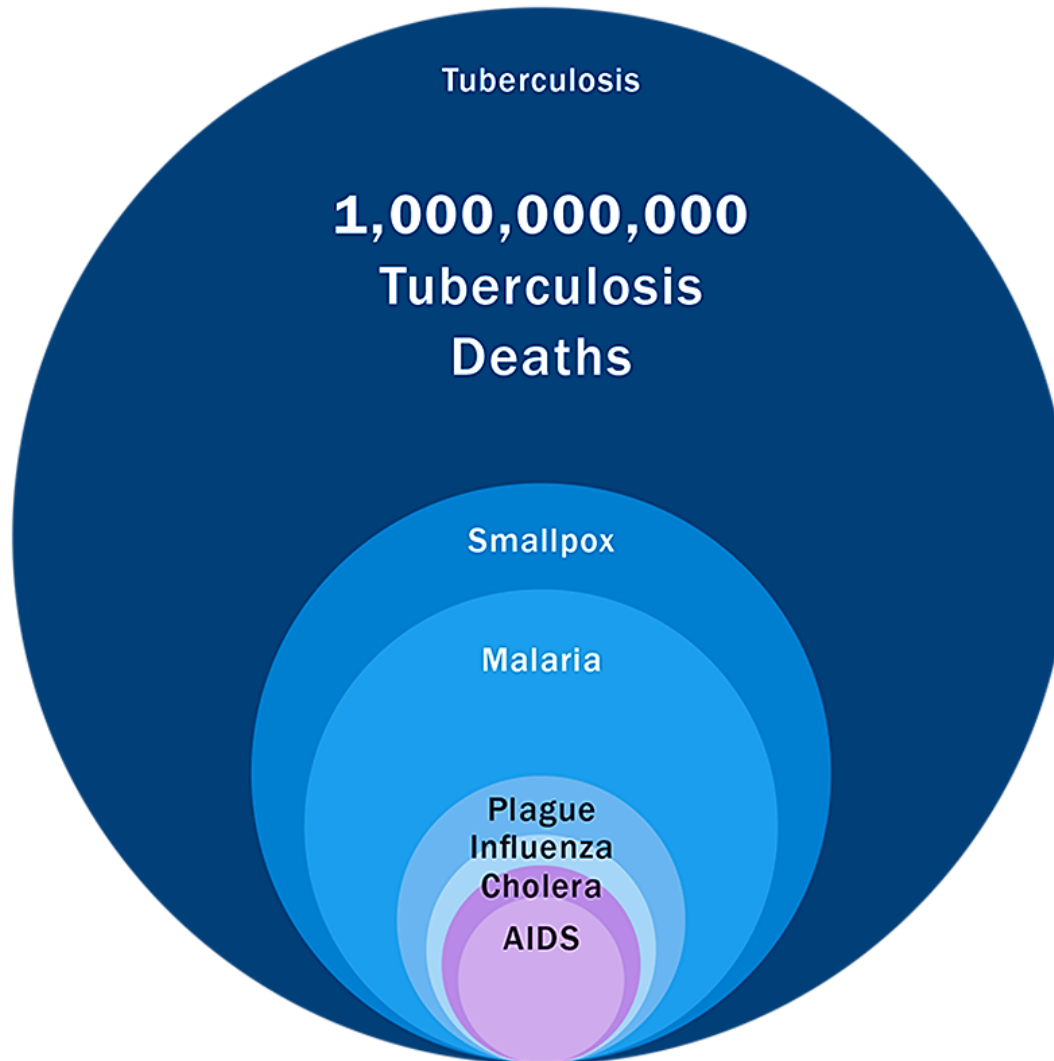 Tuberculosis
1,000,000,000
Tuberculosis
Deaths
Smallpox
Malaria
Plague
Influenza
Cholera
AIDS